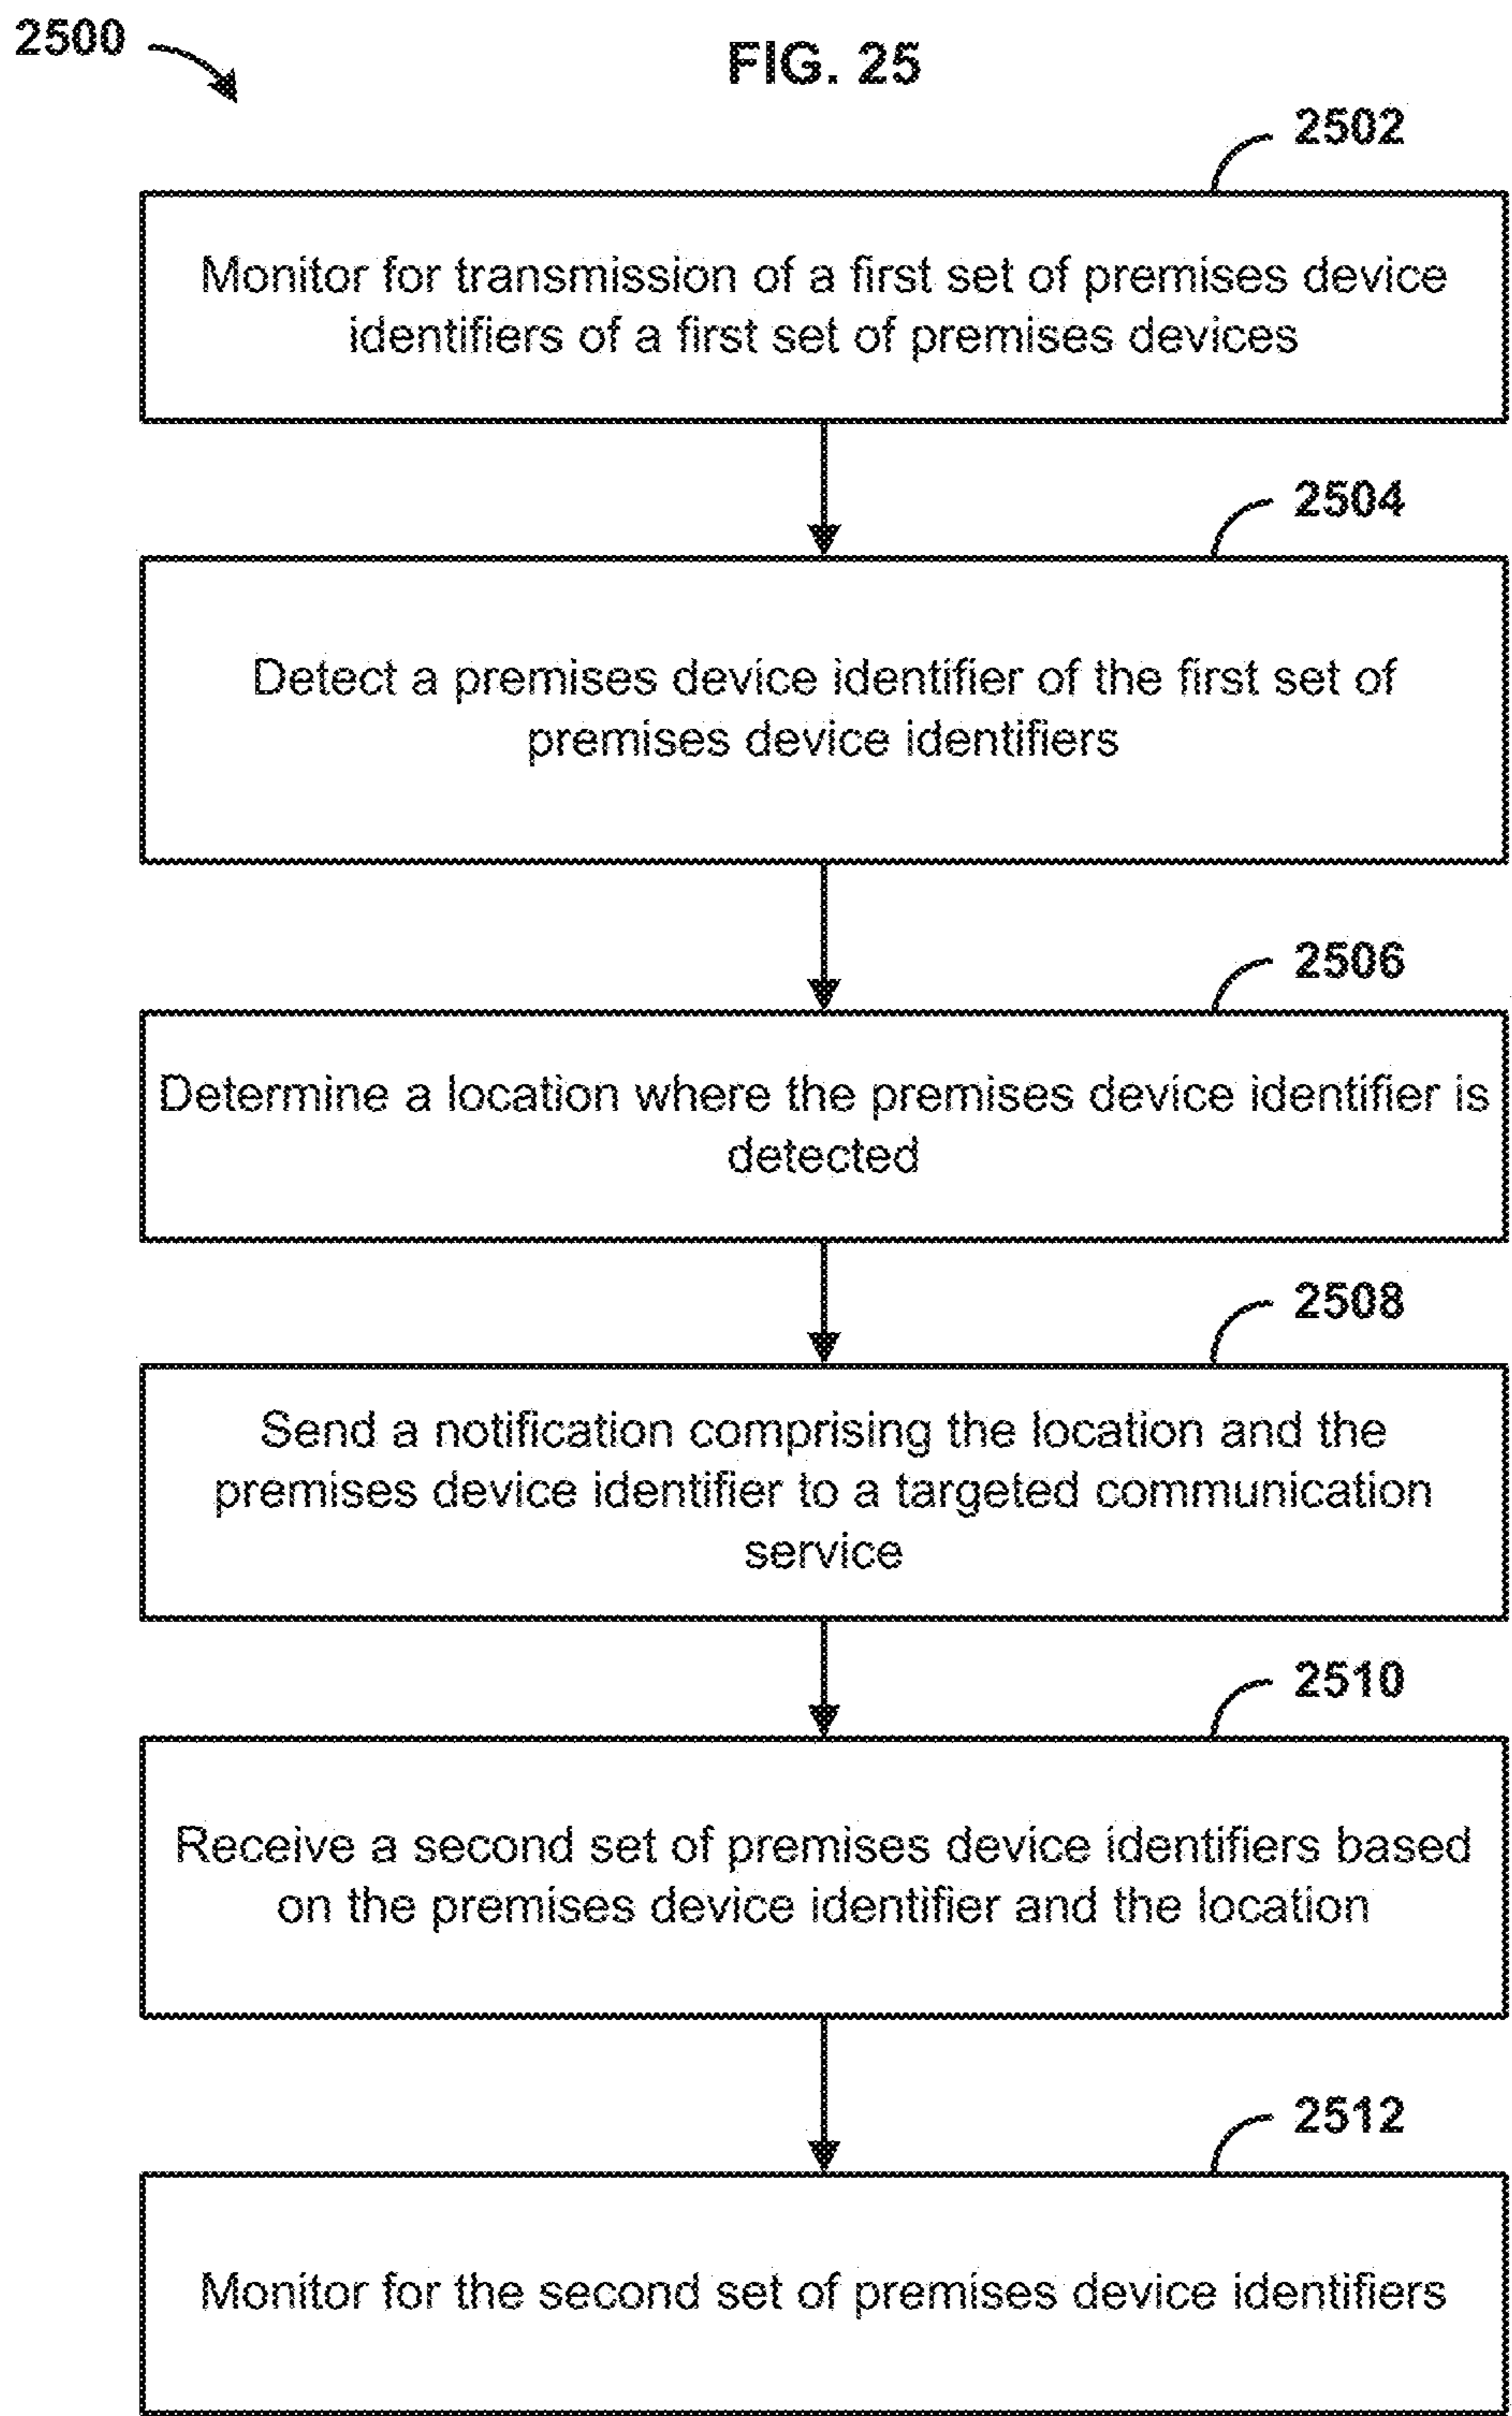 2500
FIG. 25
2502
Monitor for transmission of a first set of premises device
identifiers of a first set of premises devices
2504
Detect a premises device identifier of the first set of
premises device identifiers
2506
Determine a location where the premises device identifier is
detected
2508
Send a notification comprising the location and the
premises device identifier to a targeted communication
service
2510
Receive a second set of premises device identifiers based
on the premises device identifier and the location
2512
Monitor for the second set of premises device identifiers